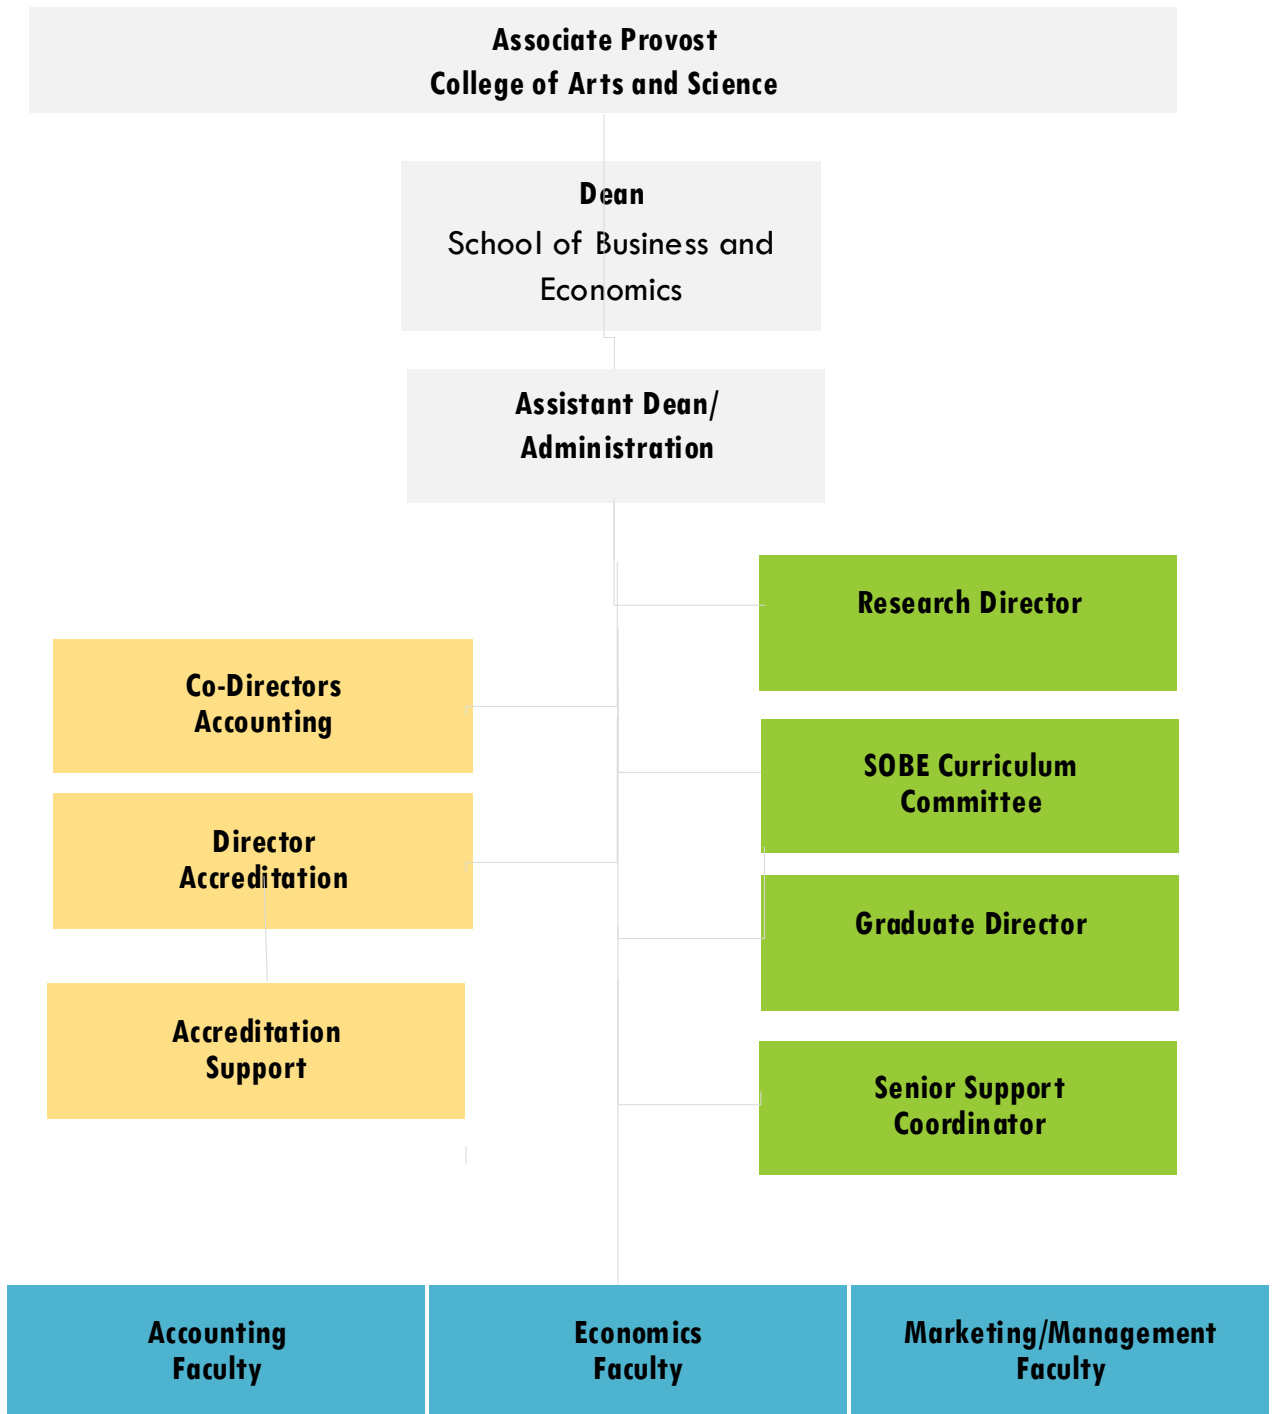 Associate Provost
College of Arts and Science
Dean
School of Business and
Economics
Assistant Dean/
Administration
Research Director
Co-Directors
Accounting
SOBE Curriculum
Committee
Director
Accreditation
Graduate Director
Accreditation
Support
Senior Support
Coordinator
Accounting
Faculty
Economics
Faculty
Marketing/Management
Faculty